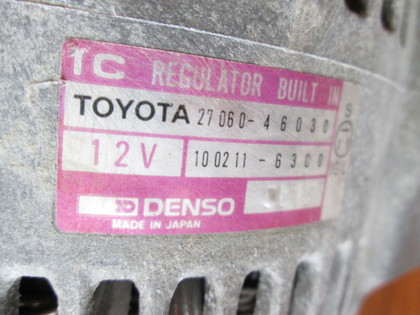 IC REGULATOR BUILT IN
TOYOTA 27060-46030
12V 100211-6300
DENSO
MADE IN JAPAN